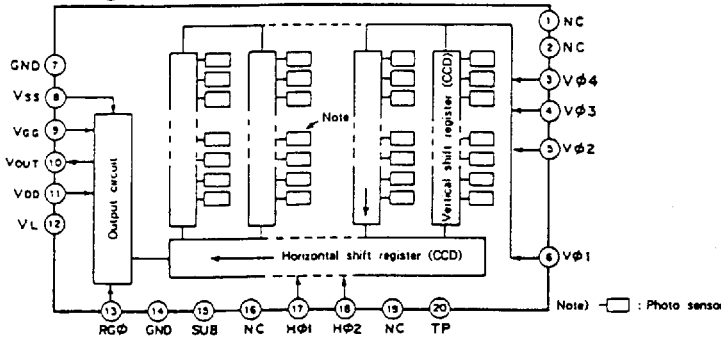 1 NC
2 NC
GND 7
3 VΦ4
VSS 8
4 VΦ3
Note
VGG 9
VOUT 10
5 VΦ2
VDD 11
VL 12
Output circuit
Vertical shift register (CCD)
Horizontal shift register (CCD)
6 VΦ1
13 14 15 16 17 18 19 20
RGΦ GND SUB NC HΦ1 HΦ2 NC TP
Note) : Photo sensor